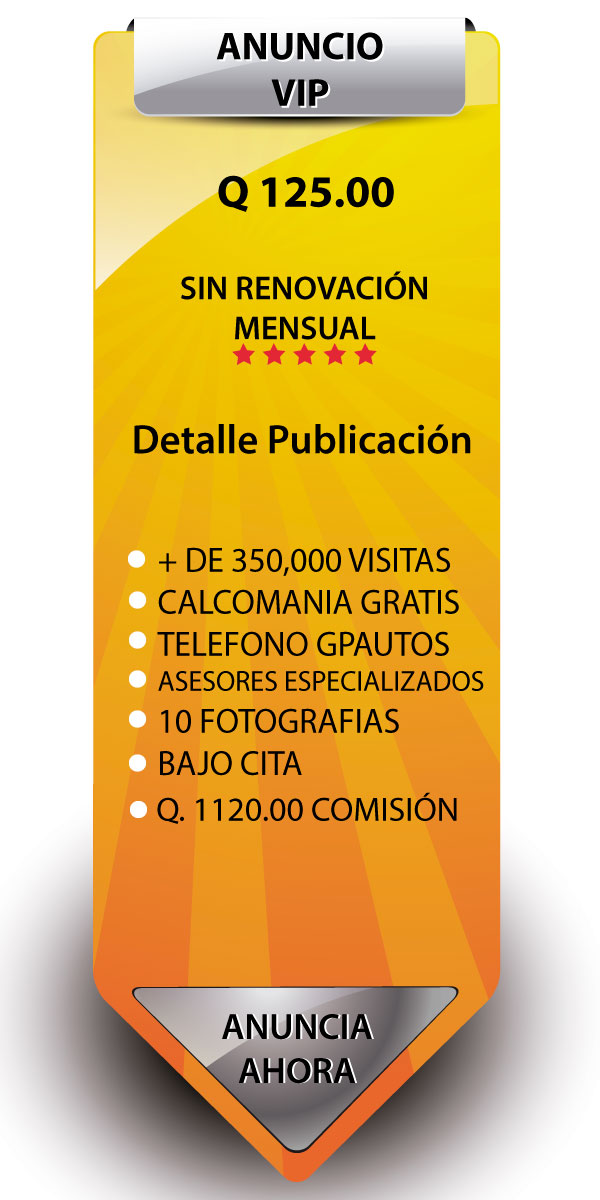 ANUNCIO
VIP
Q 125.00
SIN RENOVACIÓN
MENSUAL
Detalle Publicación
+ DE 350,000 VISITAS
CALCOMANIA GRATIS
TELEFONO GPAUTOS
ASESORES ESPECIALIZADOS
10 FOTOGRAFIAS
BAJO CITA
Q. 1120.00 COMISIÓN
ANUNCIA
AHORA